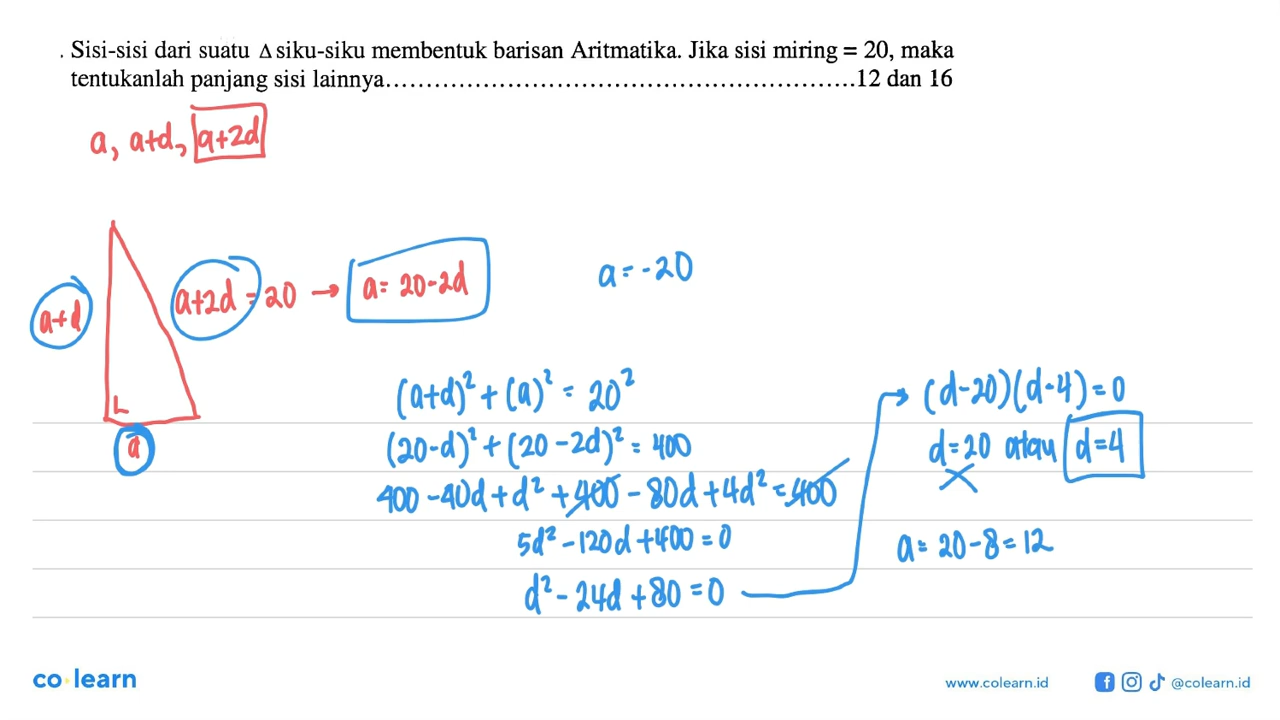 . Sisi-sisi dari suatu Δ siku-siku membentuk barisan Aritmatika. Jika sisi miring = 20, maka
tentukanlah panjang sisi lainnya..........................................................12 dan 16
a, a+d, a+2d
a+d
a+2d = 20 → a = 20-2d
a
L
a = -20
(a+d)² + (a)² = 20²
(20-d)² + (20-2d)² = 400
400 - 40d + d² + 400 - 80d + 4d² = 400
5d² - 120d + 400 = 0
d² - 24d + 80 = 0
→ (d-20)(d-4) = 0
d = 20 atau d = 4
X
a = 20 - 8 = 12
co learn
www.colearn.id
@colearn.id